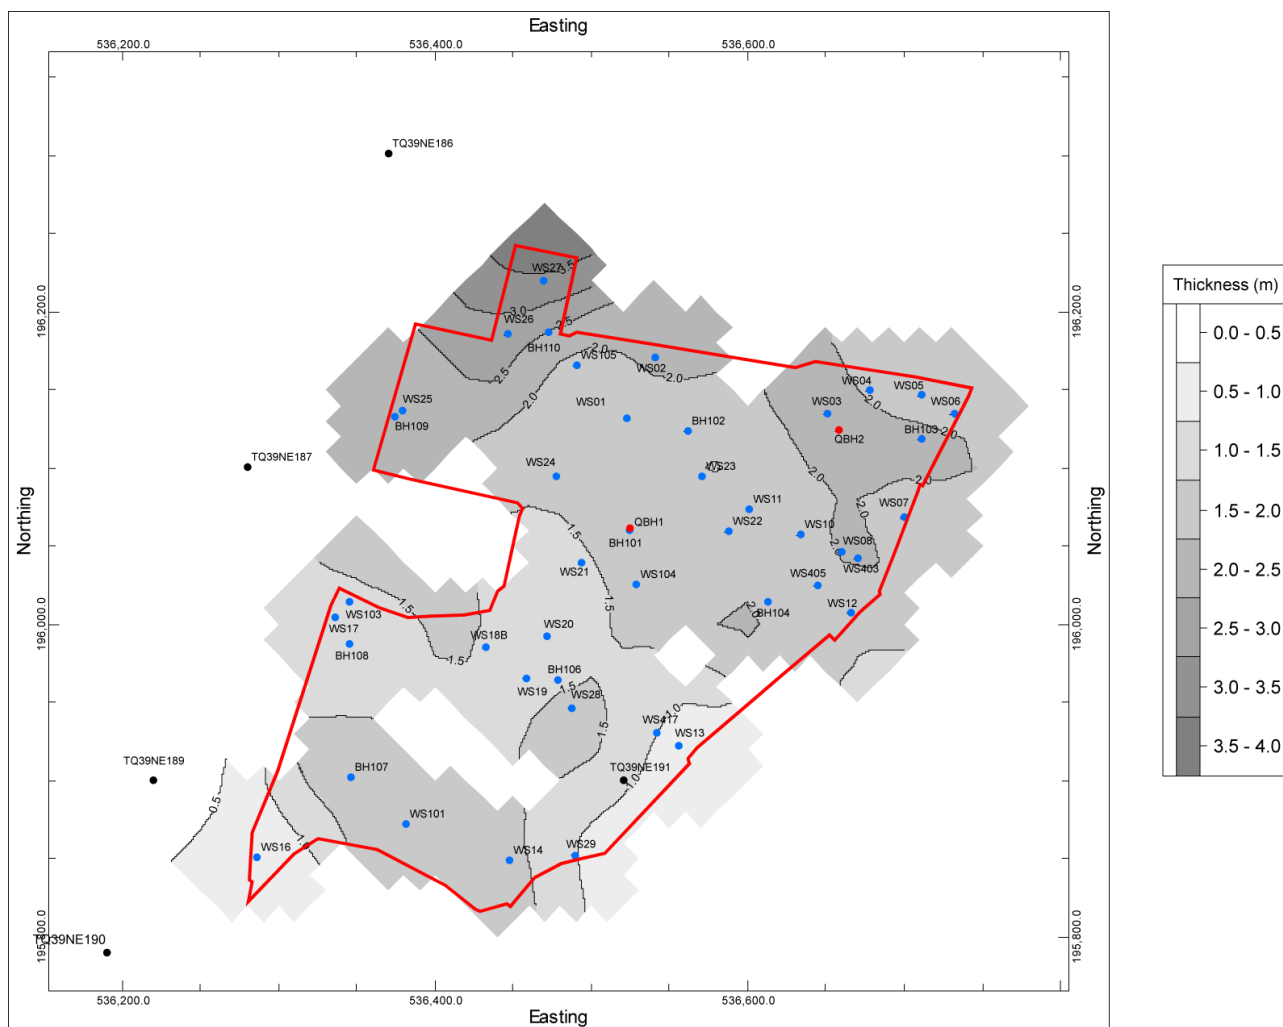 Easting
536,200.0 536,400.0 536,600.0
TQ39NE186
196,200.0 196,200.0
WS27 3.5
3.0
WS26 2.5
BH110
2.0
WS105
WS02
2.0
2.5
WS04 WS05
2.0
WS06
WS25
BH109
2.0
WS01
WS03
BH102
QBH2
BH103
2.0
TQ39NE187
WS24
WS23
2.0
2.0
Northing
Northing
WS11
WS07
2.0
QBH1
BH101
1.5
WS22
WS10
WS08
2.0
WS403
WS21
WS104
WS405
1.5
1.5
WS103
WS17
BH104
2.0
WS12
196,000.0 196,000.0
WS18B
WS20
BH108
1.5
BH106
WS19
1.5
WS28
1.0
WS417
WS13
1.5
TQ39NE189
BH107
TQ39NE191
1.0
0.5
WS101
1.0
WS16
WS14
WS29
TQ39NE190
195,800.0 195,800.0
536,200.0 536,400.0 536,600.0
Easting
Thickness (m)
0.0 - 0.5
0.5 - 1.0
1.0 - 1.5
1.5 - 2.0
2.0 - 2.5
2.5 - 3.0
3.0 - 3.5
3.5 - 4.0